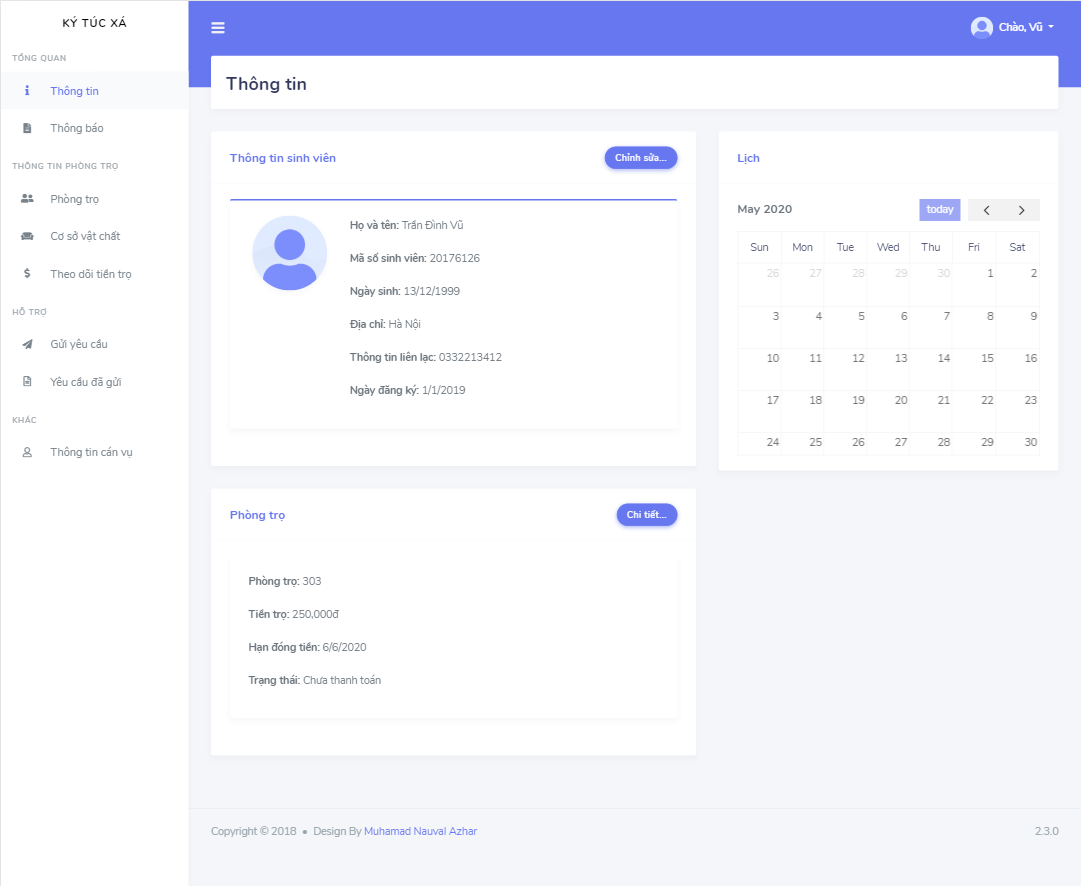 KÝ TÚC XÁ
TỔNG QUAN
Thông tin
Thông báo
THÔNG TIN PHÒNG TRỌ
Phòng trọ
Cơ sở vật chất
Theo dõi tiền trọ
HỖ TRỢ
Gửi yêu cầu
Yêu cầu đã gửi
KHÁC
Thông tin cán vụ
Chào, Vũ
Thông tin
Thông tin sinh viên
Chỉnh sửa...
Họ và tên: Trần Đình Vũ
Mã số sinh viên: 20176126
Ngày sinh: 13/12/1999
Địa chỉ: Hà Nội
Thông tin liên lạc: 0332213412
Ngày đăng ký: 1/1/2019
Lịch
May 2020 today
Sun Mon Tue Wed Thu Fri Sat
26 27 28 29 30 1 2
3 4 5 6 7 8 9
10 11 12 13 14 15 16
17 18 19 20 21 22 23
24 25 26 27 28 29 30
Phòng trọ
Chi tiết...
Phòng trọ: 303
Tiền trọ: 250,000đ
Hạn đóng tiền: 6/6/2020
Trạng thái: Chưa thanh toán
Copyright © 2018 • Design By Muhamad Nauval Azhar
2.3.0